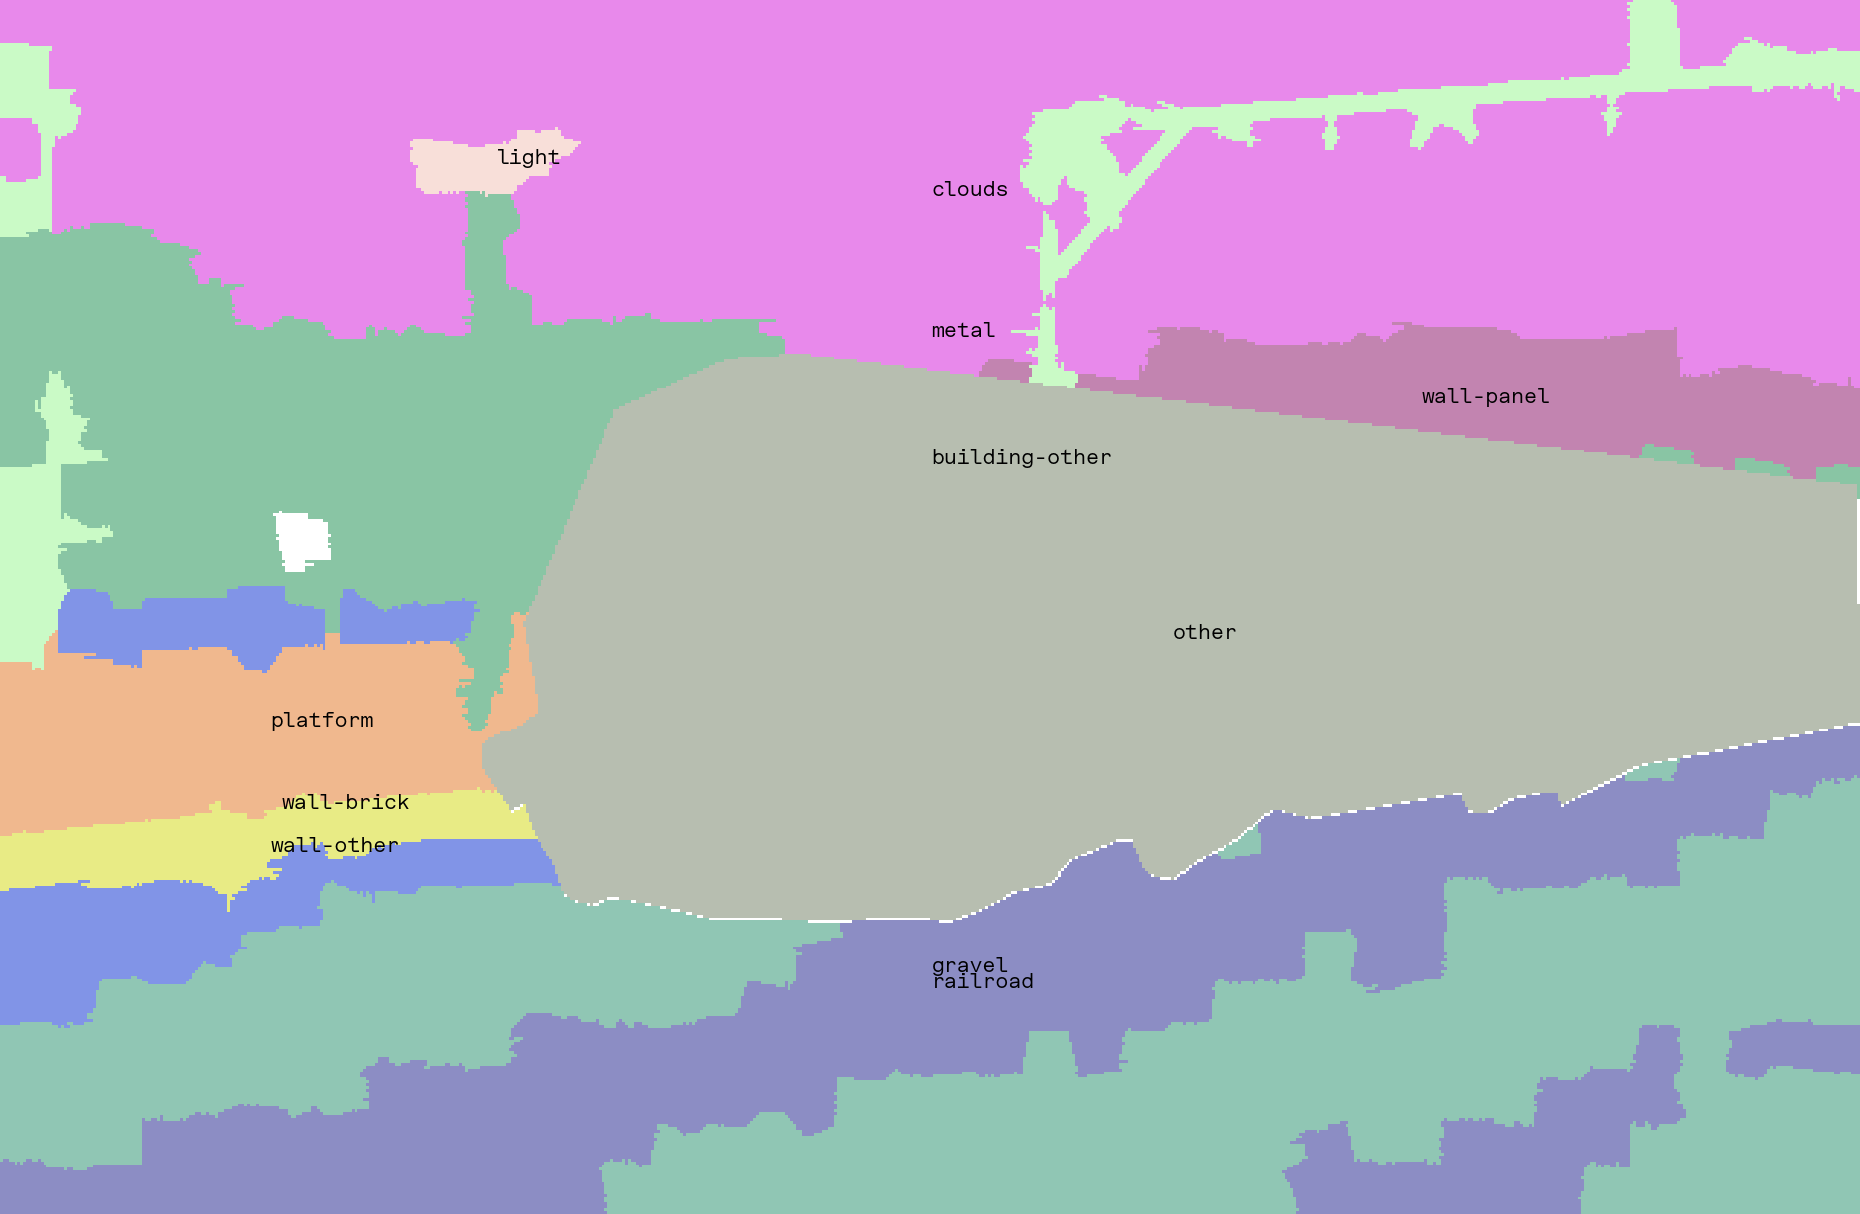 light
clouds
metal
wall-panel
building-other
other
platform
wall-brick
wall-other
gravel
railroad